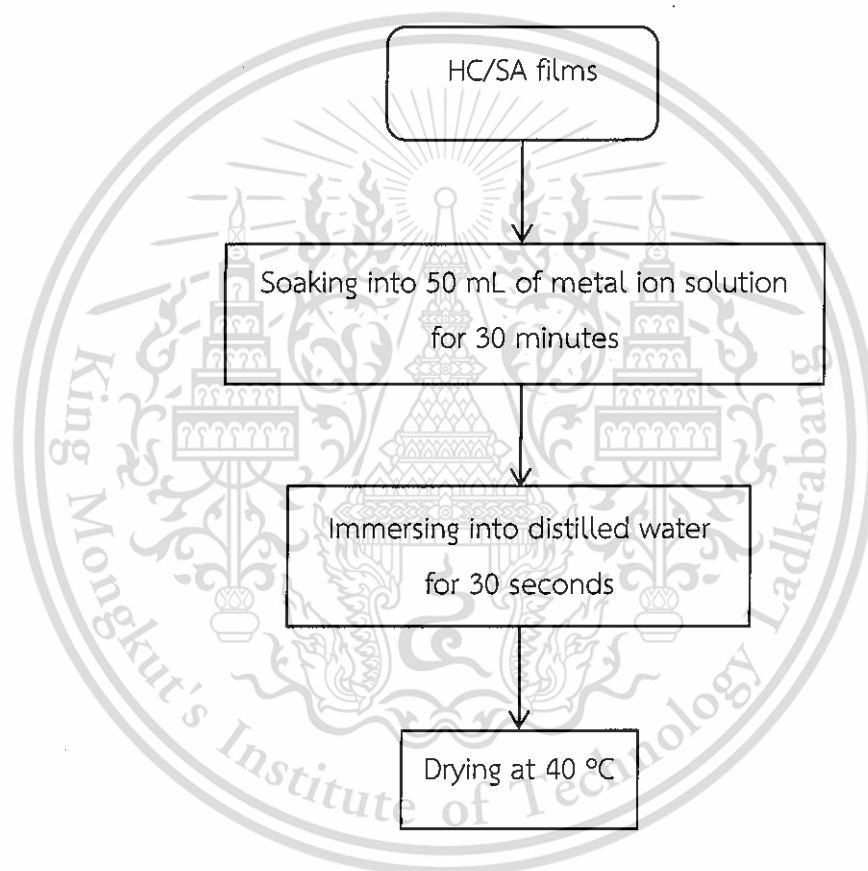 HC/SA films
Soaking into 50 mL of metal ion solution
for 30 minutes
Immersing into distilled water
for 30 seconds
Drying at 40 °C
King Mongkut's Institute of Technology Ladkrabang